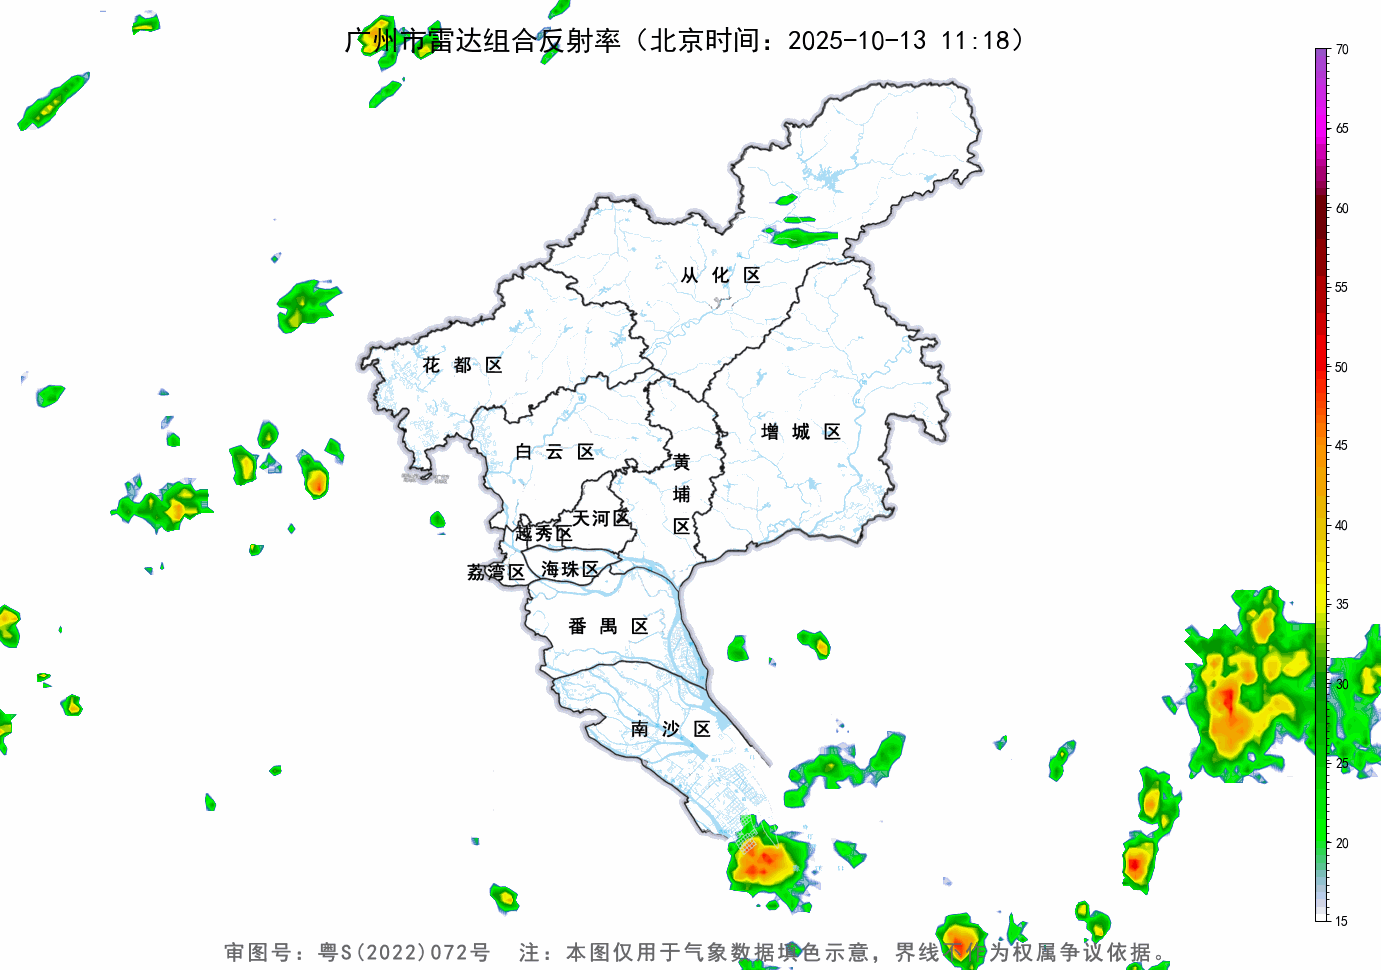 广州市雷达组合反射率（北京时间：2025-10-13 11:18）
70
65
60
55
50
45
40
35
30
25
20
15
从化区
花都区
增城区
白云区
黄埔区
天河区
越秀区
荔湾区
海珠区
番禺区
南沙区
审图号：粤S(2022)072号 注：本图仅用于气象数据填色示意，界线不作为权属争议依据。